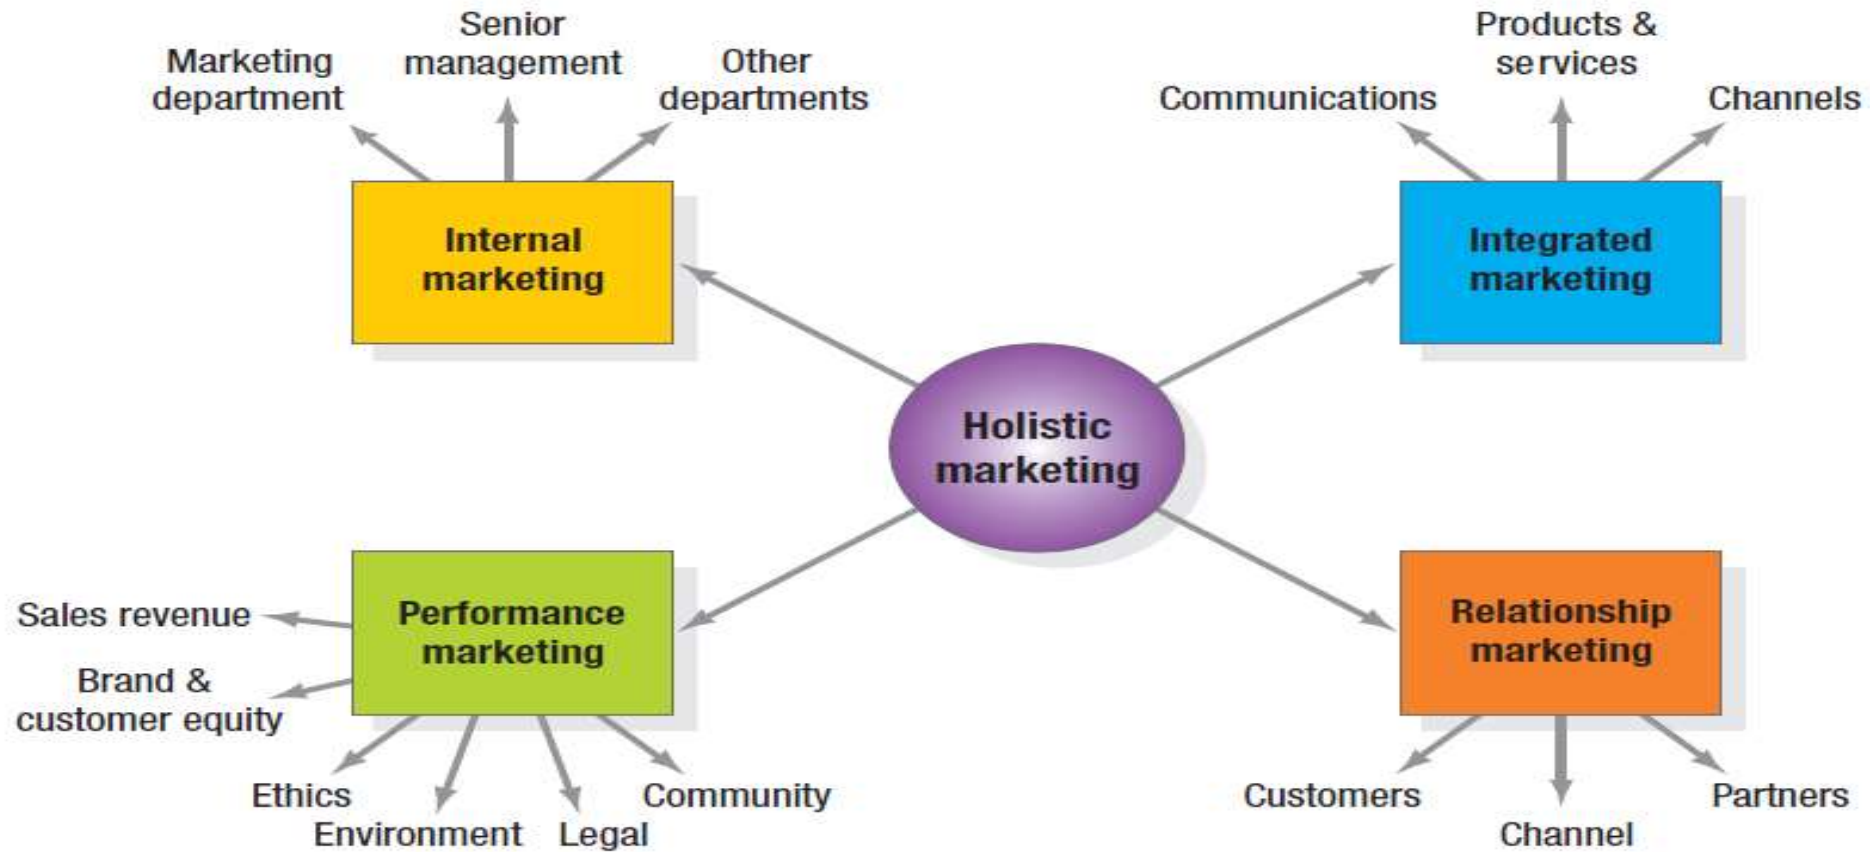 Senior
management
Marketing
department
Other
departments
Internal
marketing
Products &
services
Communications
Channels
Integrated
marketing
Holistic
marketing
Performance
marketing
Sales revenue
Brand &
customer equity
Ethics
Environment
Legal
Community
Relationship
marketing
Customers
Channel
Partners